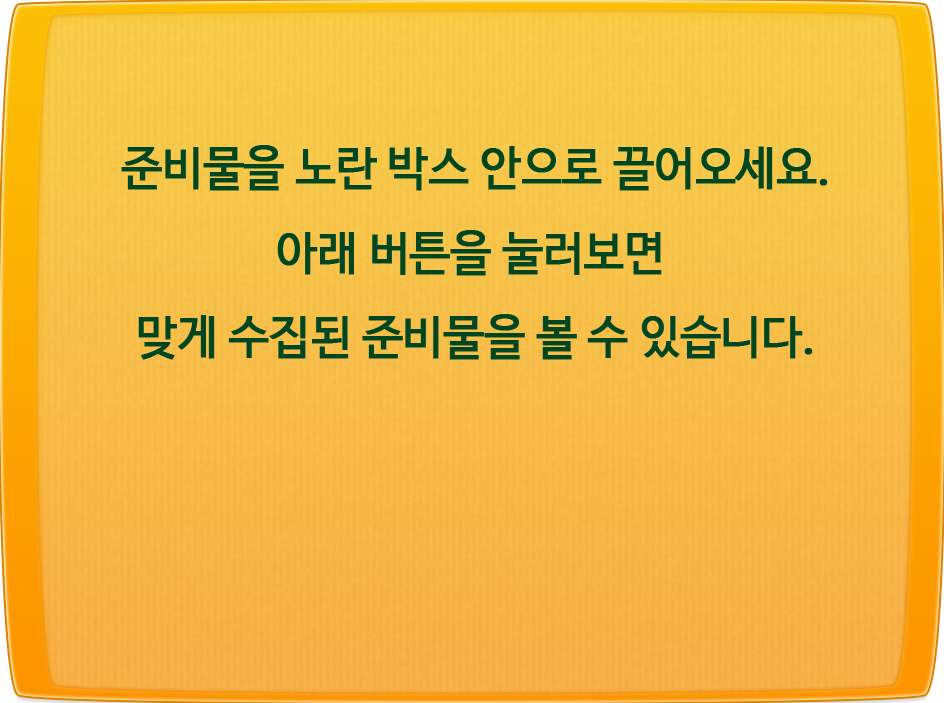 준비물을 노란 박스 안으로 끌어오세요.
아래 버튼을 눌러보면
맞게 수집된 준비물을 볼 수 있습니다.